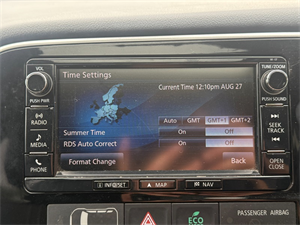 VOL
PUSH PWR
RADIO
MEDIA
PHONE
Time Settings
Current Time 12:10pm AUG 27
Auto GMT GMT+1 GMT+2
Summer Time On Off
RDS Auto Correct On Off
Format Change Back
TUNE/ZOOM
PUSH SOUND
SEEK
TRACK
OPEN
CLOSE
INFO/SET MAP NAV
ECO
PASSENGER AIRBAG